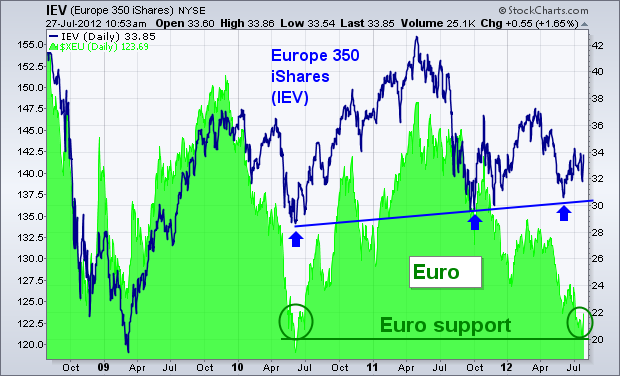 IEV (Europe 350 iShares) NYSE
© StockCharts.com
27-Jul-2012 10:53am Open 33.60 High 33.86 Low 33.54 Last 33.85 Volume 25.1K Chg +0.55 (+1.65%)
IEV (Daily) 33.85
$XEU (Daily) 123.69
Europe 350
iShares
(IEV)
Euro
Euro support
155.0
152.5
150.0
147.5
145.0
142.5
140.0
137.5
135.0
132.5
130.0
127.5
125.0
122.5
120.0
42
40
38
36
34
32
30
28
26
24
22
20
Oct 09 Apr Jul Oct 10 Apr Jul Oct 11 Apr Jul Oct 12 Apr Jul